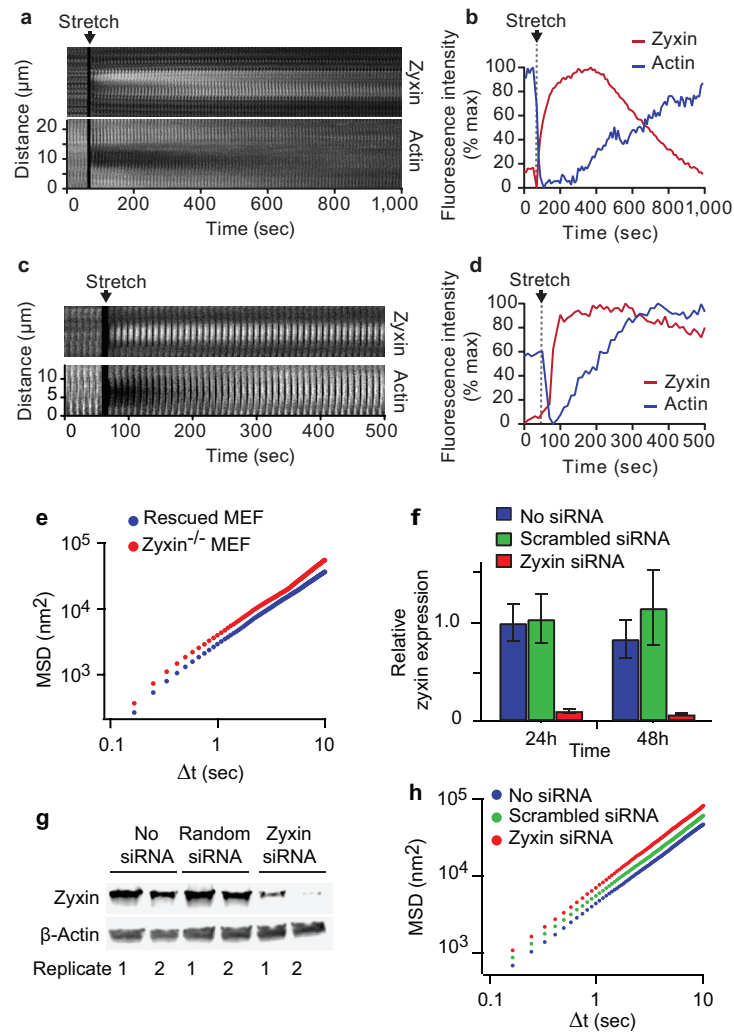 a
Stretch
Distance (µm)
20
10
0
0 200 400 600 800 1,000
Time (sec)
Zyxin
Actin
b
Stretch
Zyxin
Actin
Fluorescence intensity
(% max)
100
80
60
40
20
0
0 200 400 600 800 1,000
Time (sec)
c
Stretch
Distance (µm)
10
5
0
0 100 200 300 400 500
Time (sec)
Zyxin
Actin
d
Stretch
Fluorescence intensity
(% max)
100
80
60
40
20
0
Zyxin
Actin
0 100 200 300 400 500
Time (sec)
e
Rescued MEF
Zyxin-/- MEF
MSD (nm2)
105
104
103
0.1 1 10
Δt (sec)
f
No siRNA
Scrambled siRNA
Zyxin siRNA
Relative
zyxin expression
1.0
0
24h 48h
Time
g
No Random Zyxin
siRNA siRNA siRNA
Zyxin
β-Actin
Replicate 1 2 1 2 1 2
h
No siRNA
Scrambled siRNA
Zyxin siRNA
MSD (nm2)
105
104
103
0.1 1 10
Δt (sec)